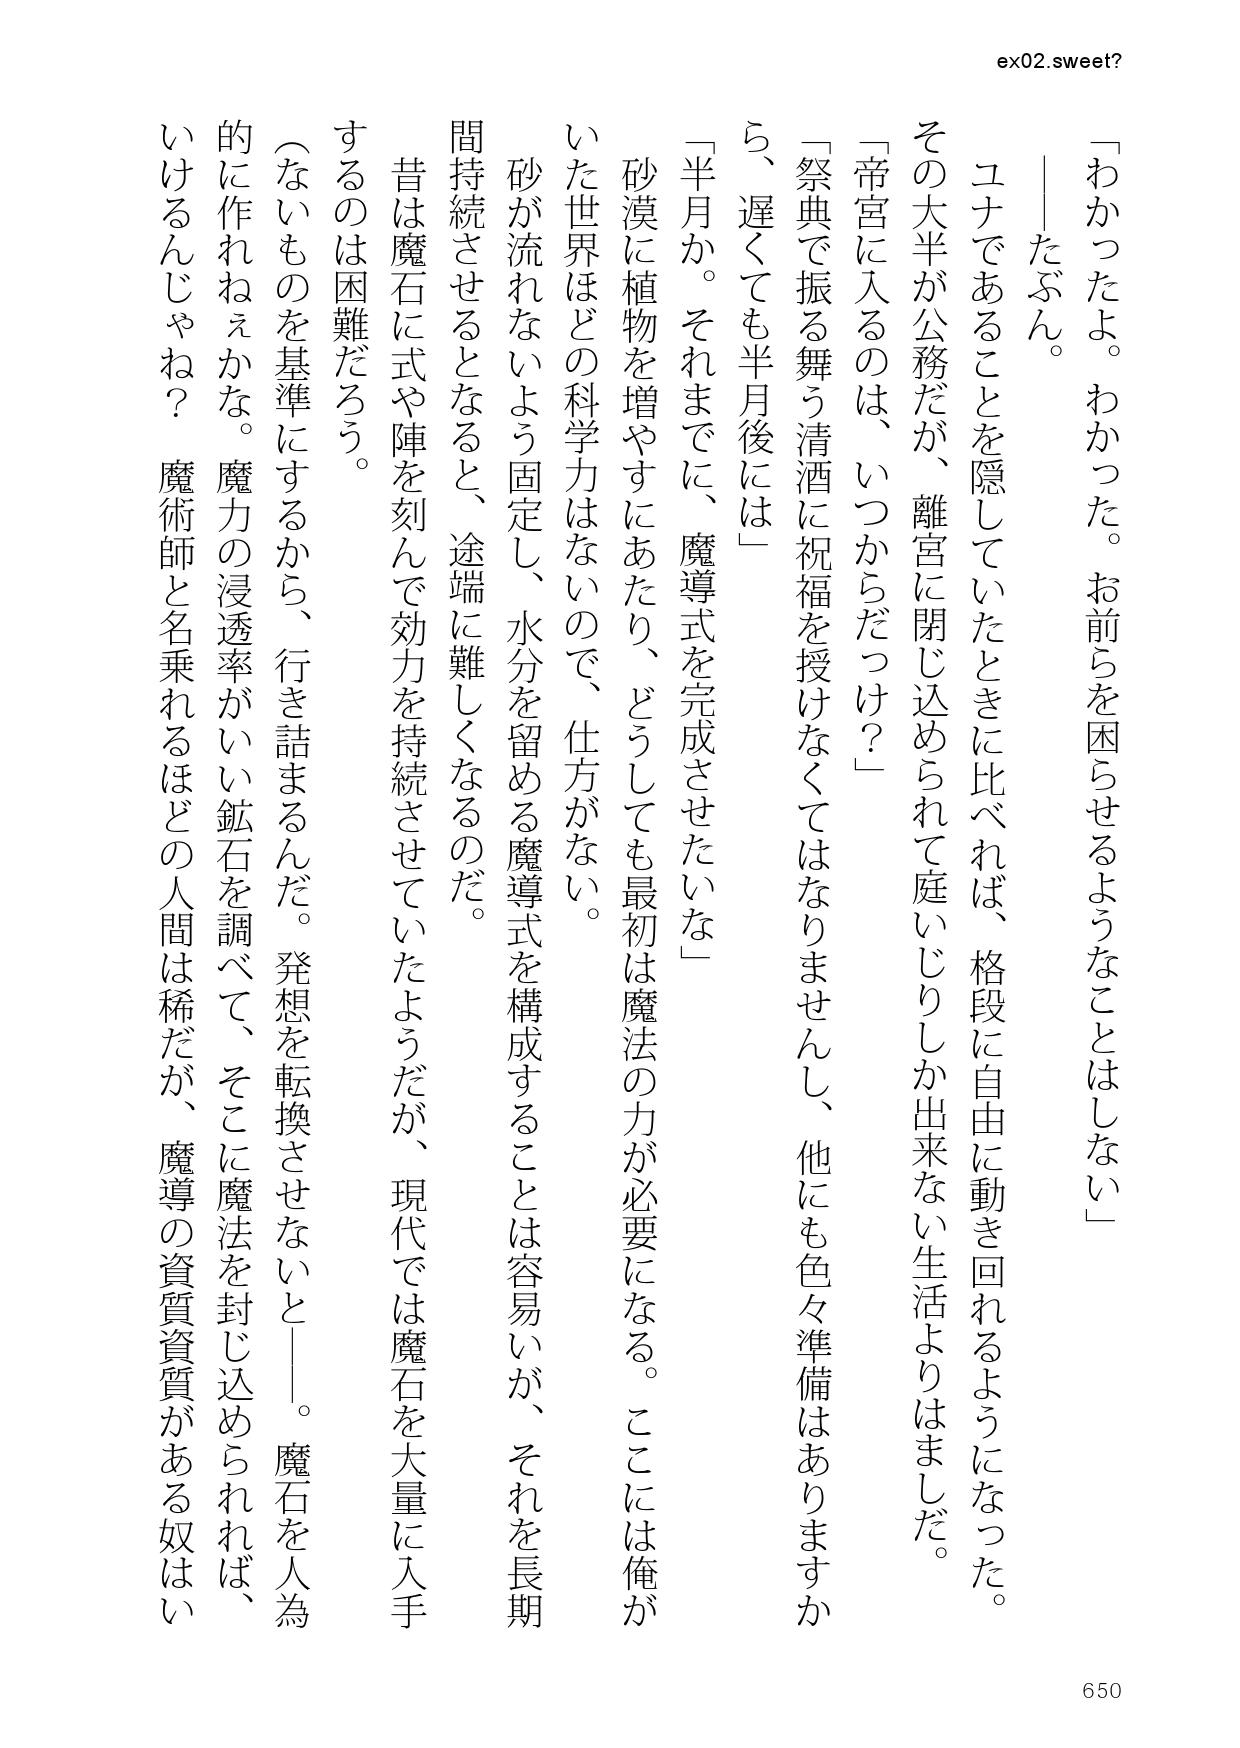 ex02.sweet?
「わかったよ。わかった。お前らを困らせるようなことはしない」
――たぶん。
ユナであることを隠していたときに比べれば、格段に自由に動き回れるようになった。
その大半が公務だが、離宮に閉じ込められて庭いじりしか出来ない生活よりはましだ。
「帝宮に入るのは、いつからだっけ？」
「祭典で振る舞う清酒に祝福を授けなくてはなりませんし、他にも色々準備はありますか
ら、遅くても半月後には」
「半月か。それまでに、魔導式を完成させたいな」
砂漠に植物を増やすにあたり、どうしても最初は魔法の力が必要になる。ここには俺が
いた世界ほどの科学力はないので、仕方がない。
砂が流れないよう固定し、水分を留める魔導式を構成することは容易いが、それを長期
間持続させるとなると、途端に難しくなるのだ。
昔は魔石に式や陣を刻んで効力を持続させていたようだが、現代では魔石を大量に入手
するのは困難だろう。
（ないものを基準にするから、行き詰まるんだ。発想を転換させないと――。魔石を人為
的に作れねぇかな。魔力の浸透率がいい鉱石を調べて、そこに魔法を封じ込められれば、
いけるんじゃね？　魔術師と名乗れるほどの人間は稀だが、魔導の資質資質がある奴はい
650